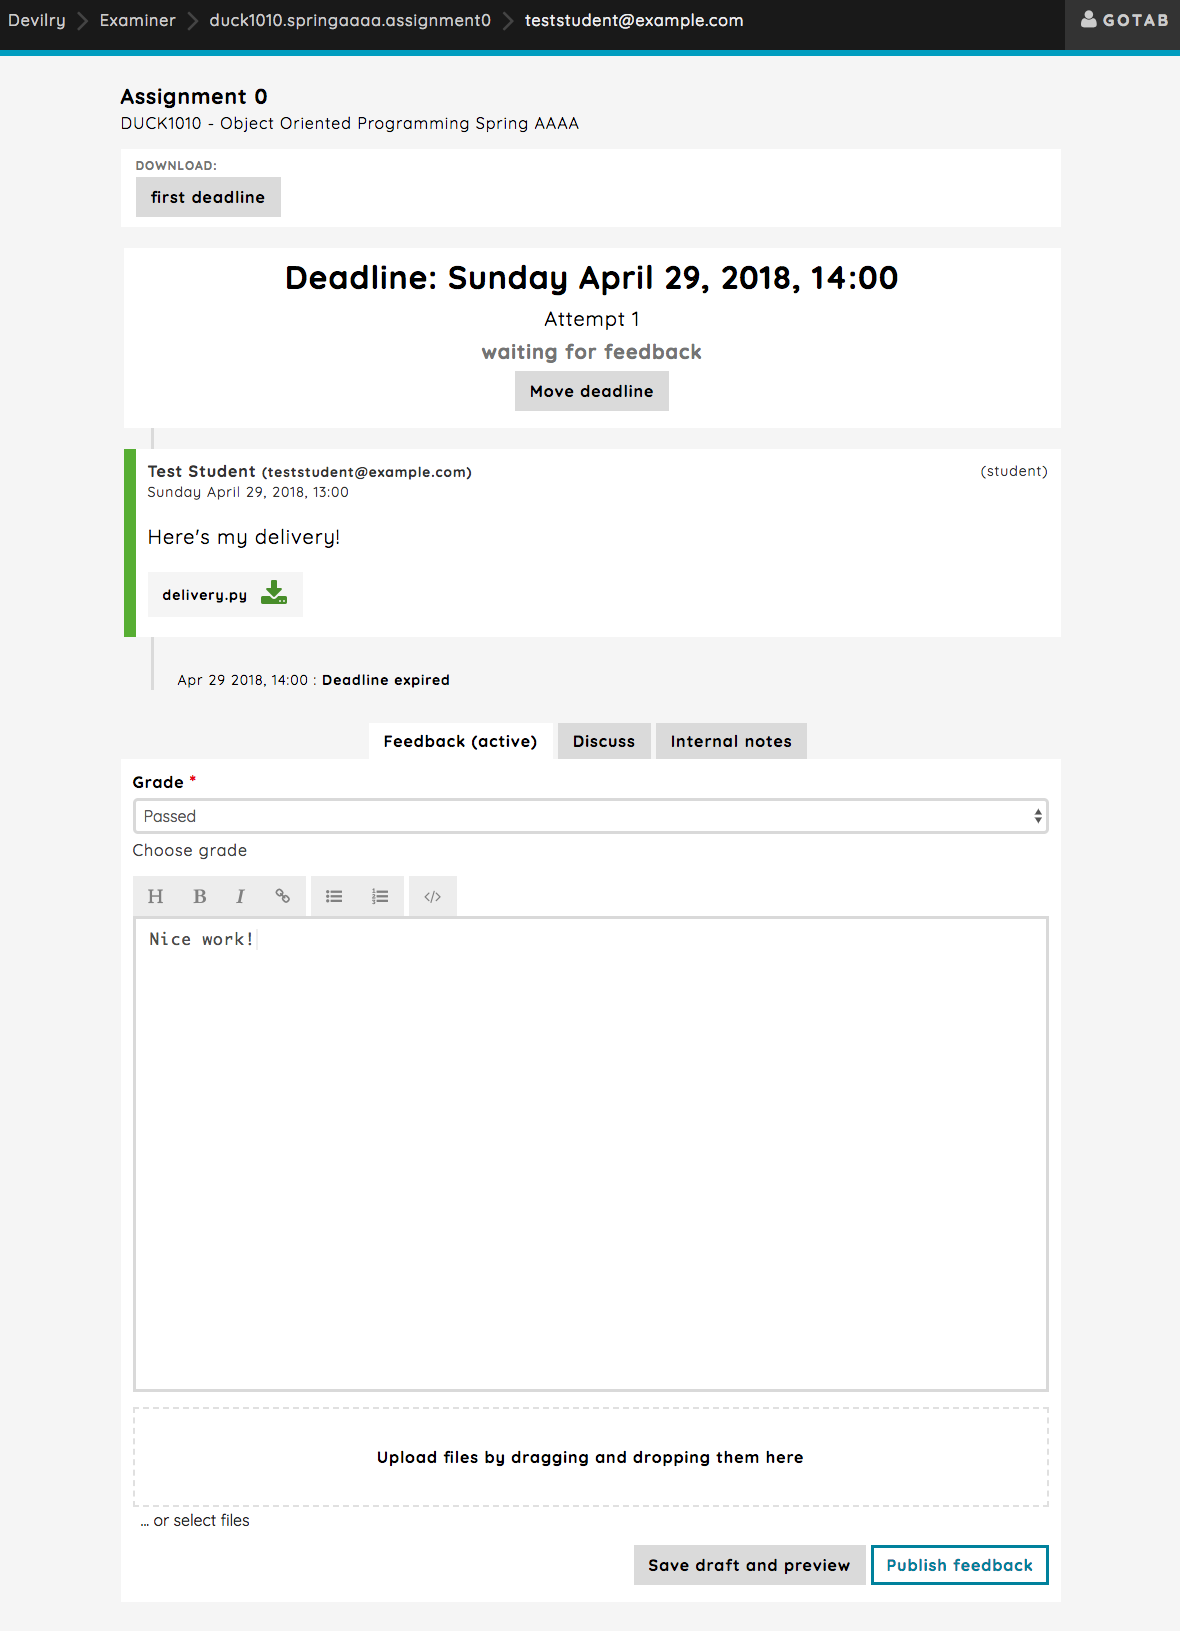 Devilry Examiner duck1010.springaaaa.assignment0 teststudent@example.com GOTAB
Assignment 0
DUCK1010 - Object Oriented Programming Spring AAAA
DOWNLOAD:
first deadline
Deadline: Sunday April 29, 2018, 14:00
Attempt 1
waiting for feedback
Move deadline
Test Student (teststudent@example.com) (student)
Sunday April 29, 2018, 13:00
Here's my delivery!
delivery.py
Apr 29 2018, 14:00 : Deadline expired
Feedback (active) Discuss Internal notes
Grade *
Passed
Choose grade
H B I </>
Nice work!
Upload files by dragging and dropping them here
... or select files
Save draft and preview Publish feedback